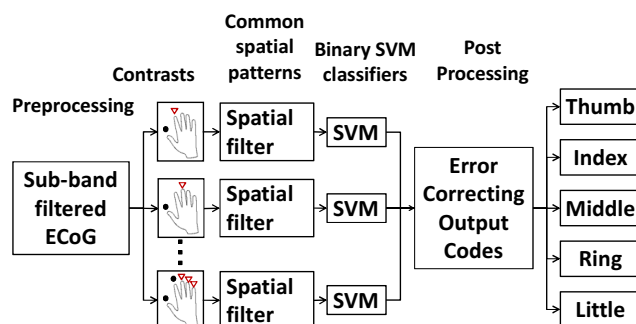 Common
spatial
patterns
Post
Processing
Binary SVM
classifiers
Contrasts
Preprocessing
Spatial
filter
SVM
Thumb
Sub-band
filtered
ECoG
Spatial
filter
SVM
Error
Correcting
Output
Codes
Index
Middle
Spatial
filter
SVM
Ring
Little